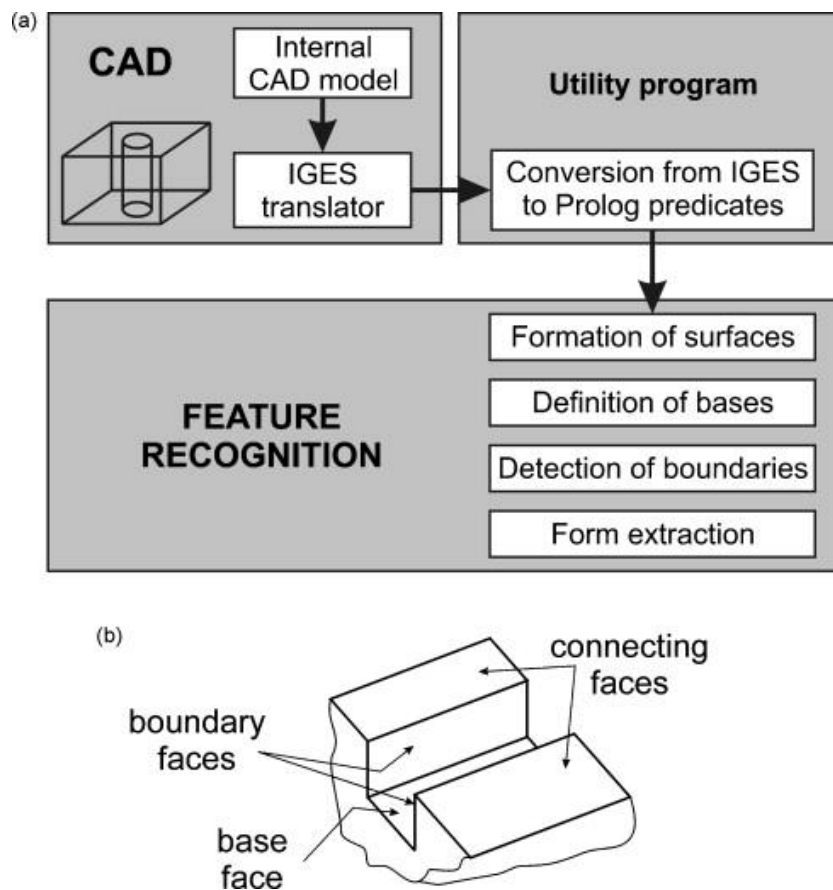 (a)
CAD
Internal
CAD model
IGES
translator
Utility program
Conversion from IGES
to Prolog predicates
FEATURE
RECOGNITION
Formation of surfaces
Definition of bases
Detection of boundaries
Form extraction
(b)
connecting
faces
boundary
faces
base
face